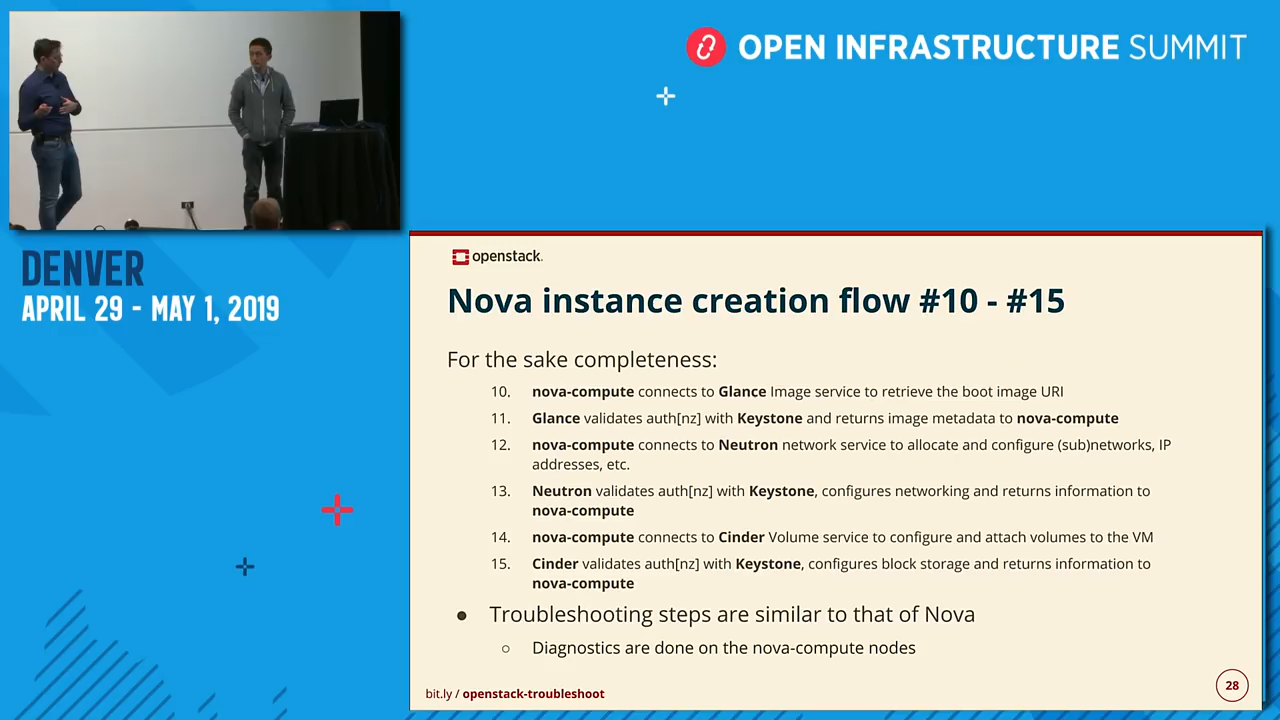 OPEN INFRASTRUCTURE SUMMIT
DENVER
APRIL 29 - MAY 1, 2019
openstack.
Nova instance creation flow #10 - #15
For the sake completeness:
10. nova-compute connects to Glance Image service to retrieve the boot image URI
11. Glance validates auth[nz] with Keystone and returns image metadata to nova-compute
12. nova-compute connects to Neutron network service to allocate and configure (sub)networks, IP
addresses, etc.
13. Neutron validates auth[nz] with Keystone, configures networking and returns information to
nova-compute
14. nova-compute connects to Cinder Volume service to configure and attach volumes to the VM
15. Cinder validates auth[nz] with Keystone, configures block storage and returns information to
nova-compute
● Troubleshooting steps are similar to that of Nova
○ Diagnostics are done on the nova-compute nodes
bit.ly / openstack-troubleshoot
28